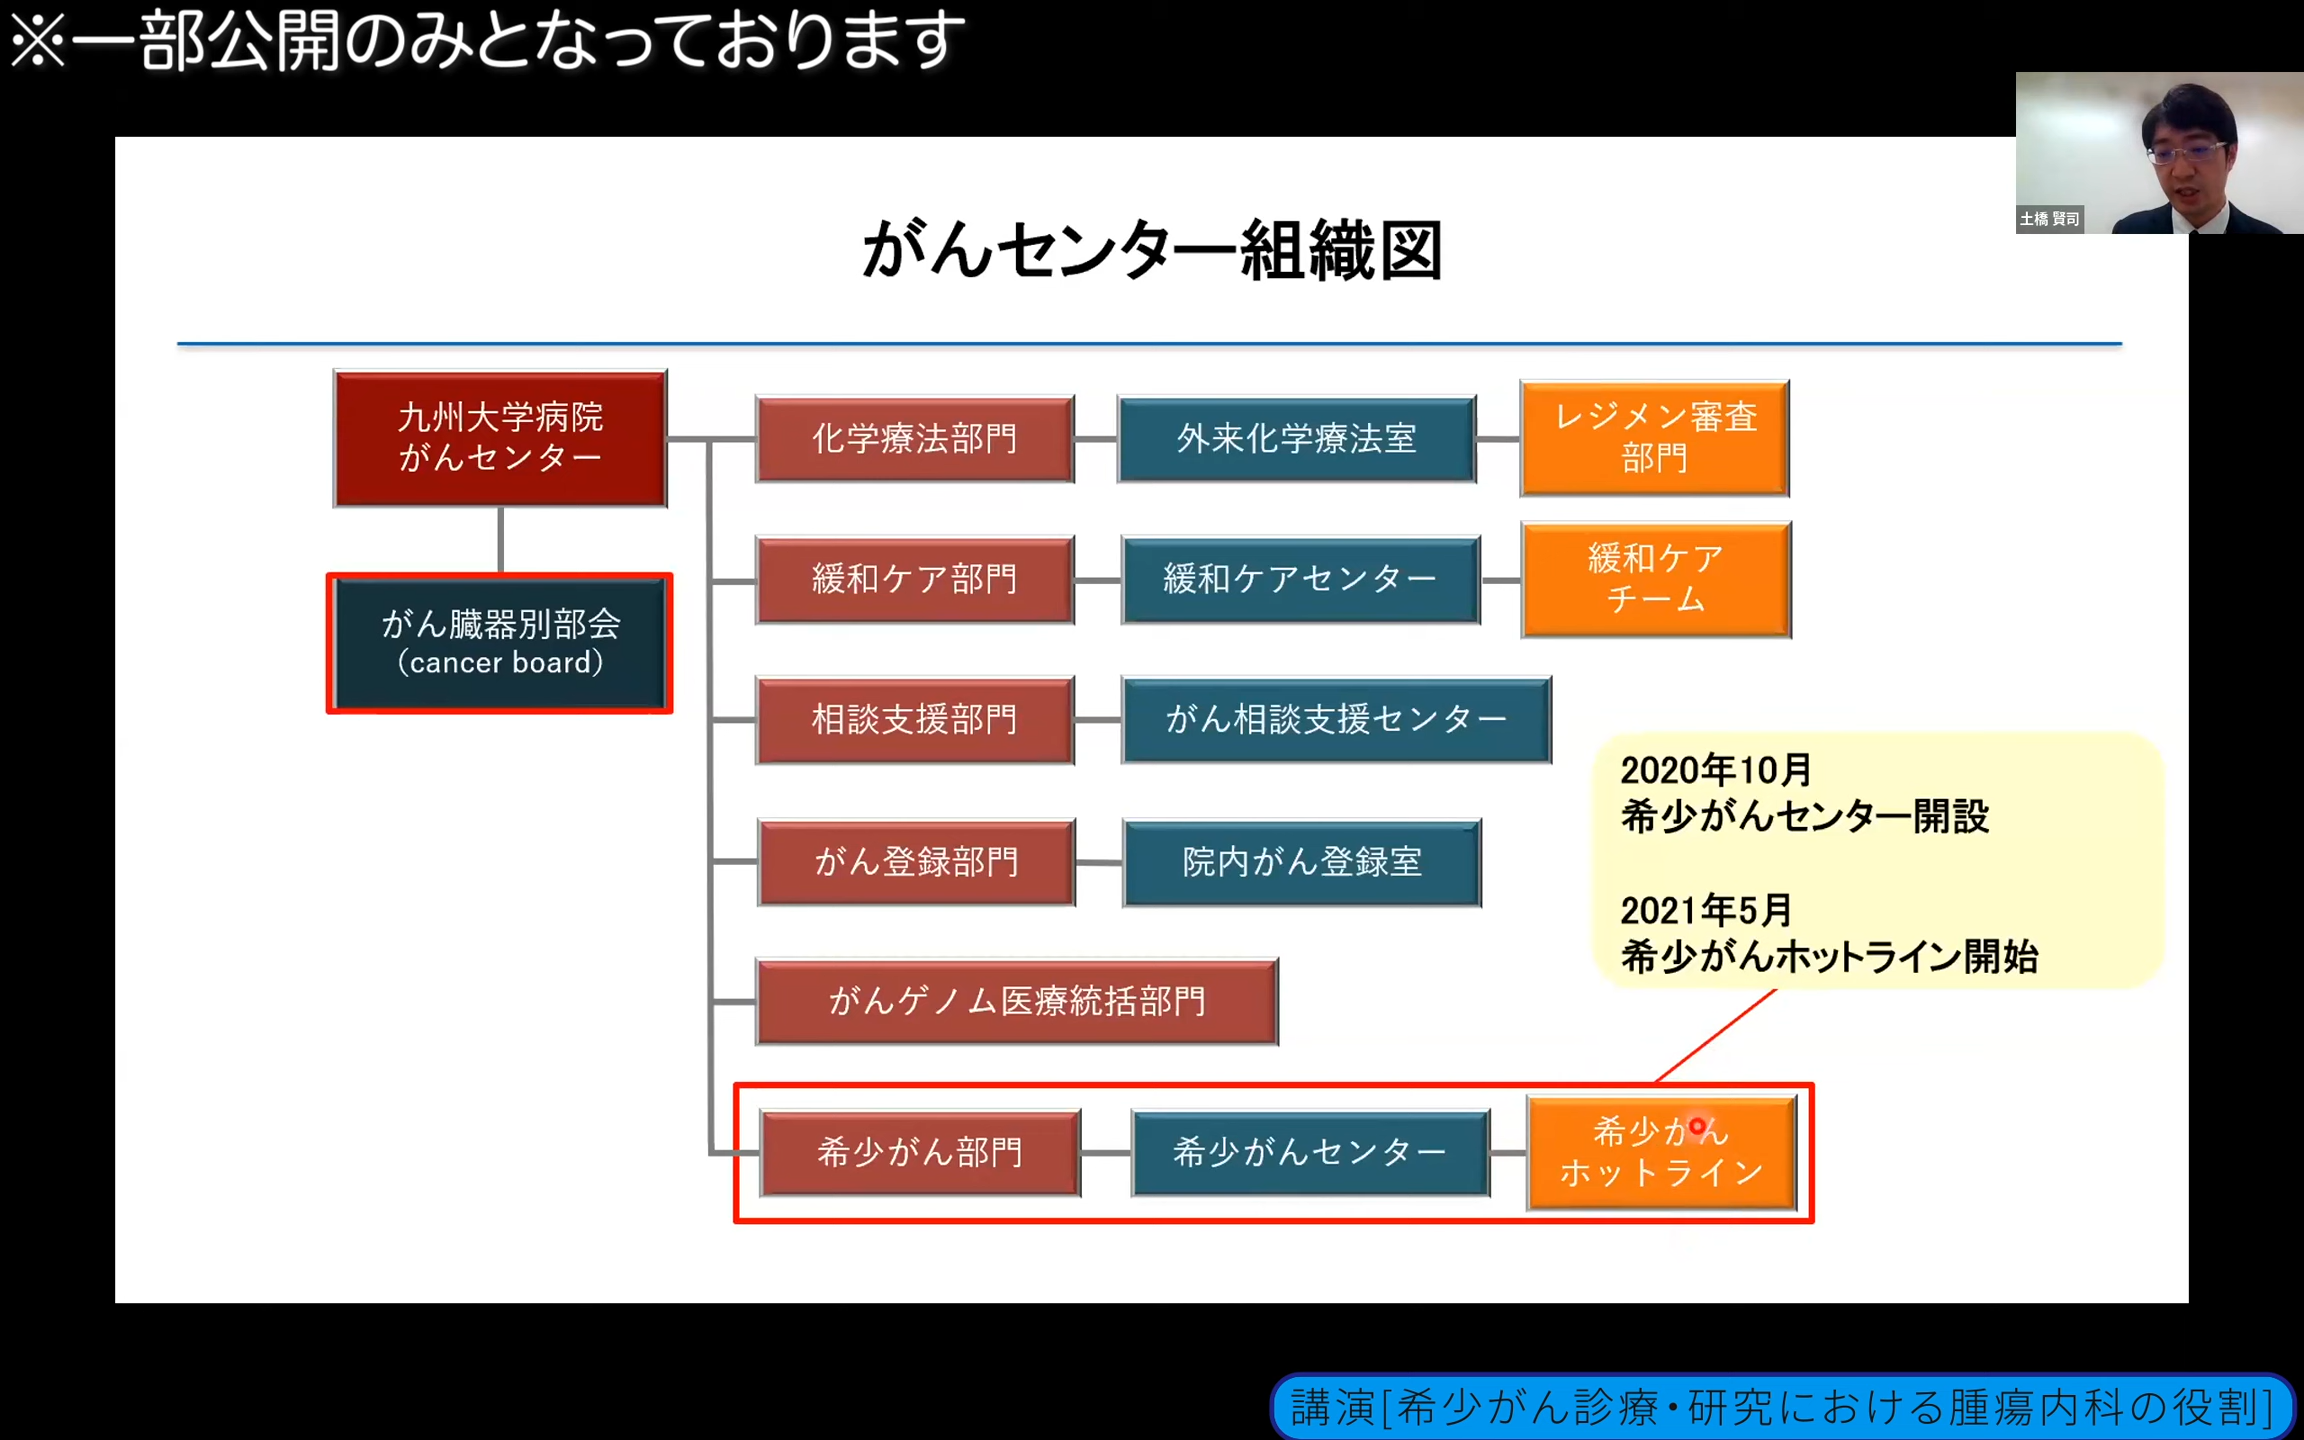 ※一部公開のみとなっております
土橋 賢司
がんセンター組織図
九州大学病院
がんセンター
がん臓器別部会
（cancer board）
化学療法部門
外来化学療法室
レジメン審査
部門
緩和ケア部門
緩和ケアセンター
緩和ケア
チーム
相談支援部門
がん相談支援センター
がん登録部門
院内がん登録室
がんゲノム医療統括部門
2020年10月
希少がんセンター開設
2021年5月
希少がんホットライン開始
希少がん部門
希少がんセンター
希少がん
ホットライン
講演[希少がん診療・研究における腫瘍内科の役割]